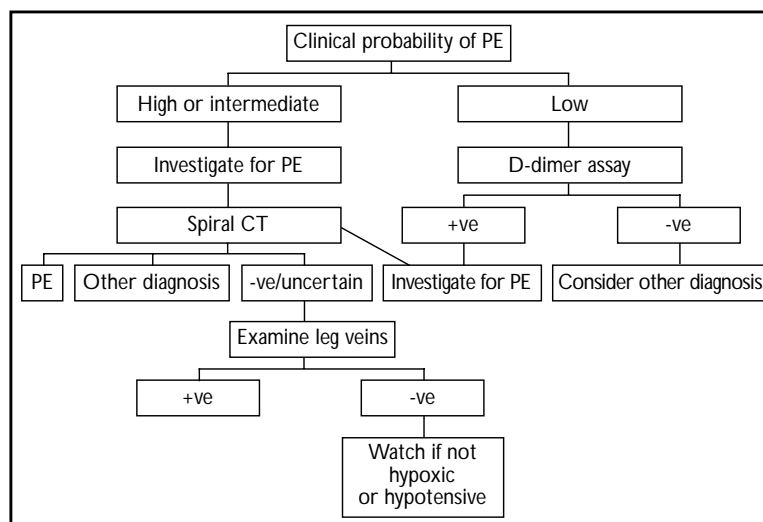 Clinical probability of PE
High or intermediate
Low
Investigate for PE
D-dimer assay
Spiral CT
+ve
-ve
PE
Other diagnosis
-ve/uncertain
Investigate for PE
Consider other diagnosis
Examine leg veins
+ve
-ve
Watch if not
hypoxic
or hypotensive